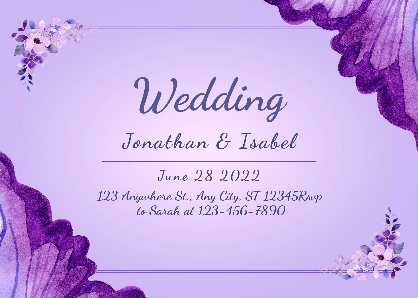 Wedding
Jonathan & Isabel
June 28 2022
123 Anywhere St., Any City, ST 12345Rsvp
to Sarah at 123-456-7890